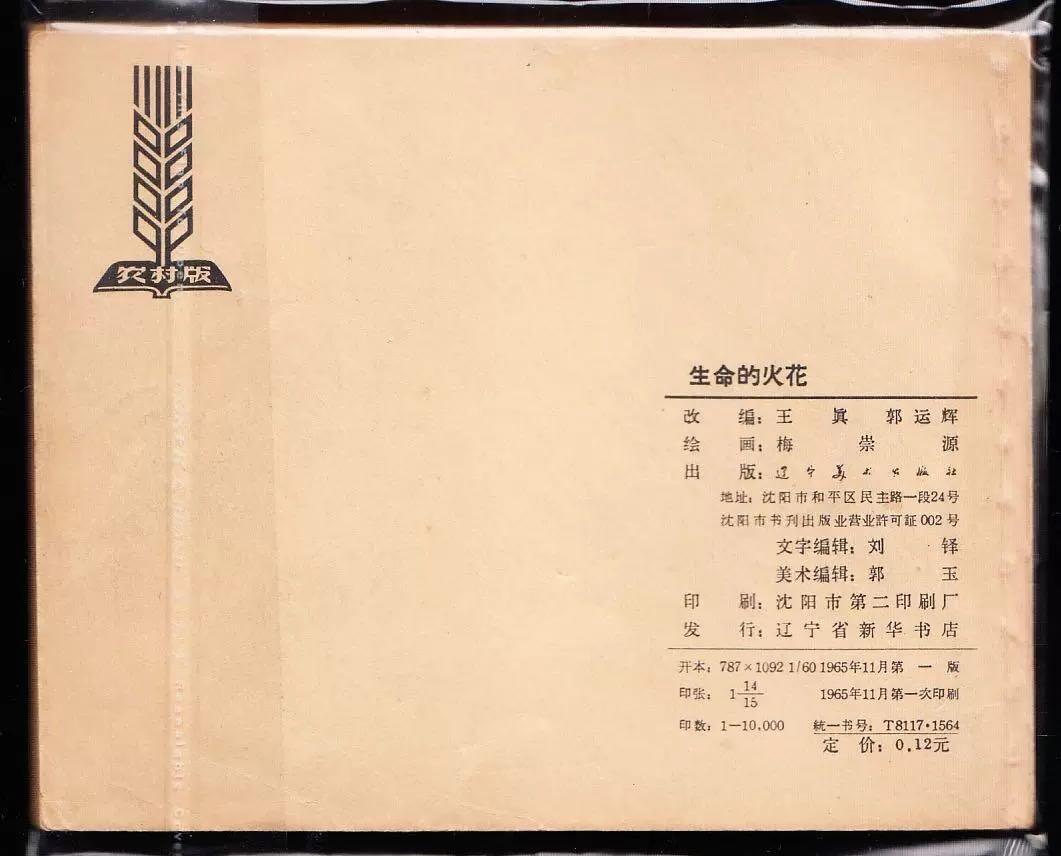 农村版
生命的火花
改 编：王 眞 郭运辉
绘 画：梅 崇 源
出 版：辽宁美术出版社
地址：沈阳市和平区民主路一段24号
沈阳市书刊出版业营业許可証002号
文字编辑：刘 铎
美术编辑：郭 玉
印 刷：沈阳市第二印刷厂
发 行：辽宁省新华书店
开本：787×1092 1/60 1965年11月第一版
印张：1 14/15 1965年11月第一次印刷
印数：1—10,000 統一书号：T8117·1564
定 价：0.12元